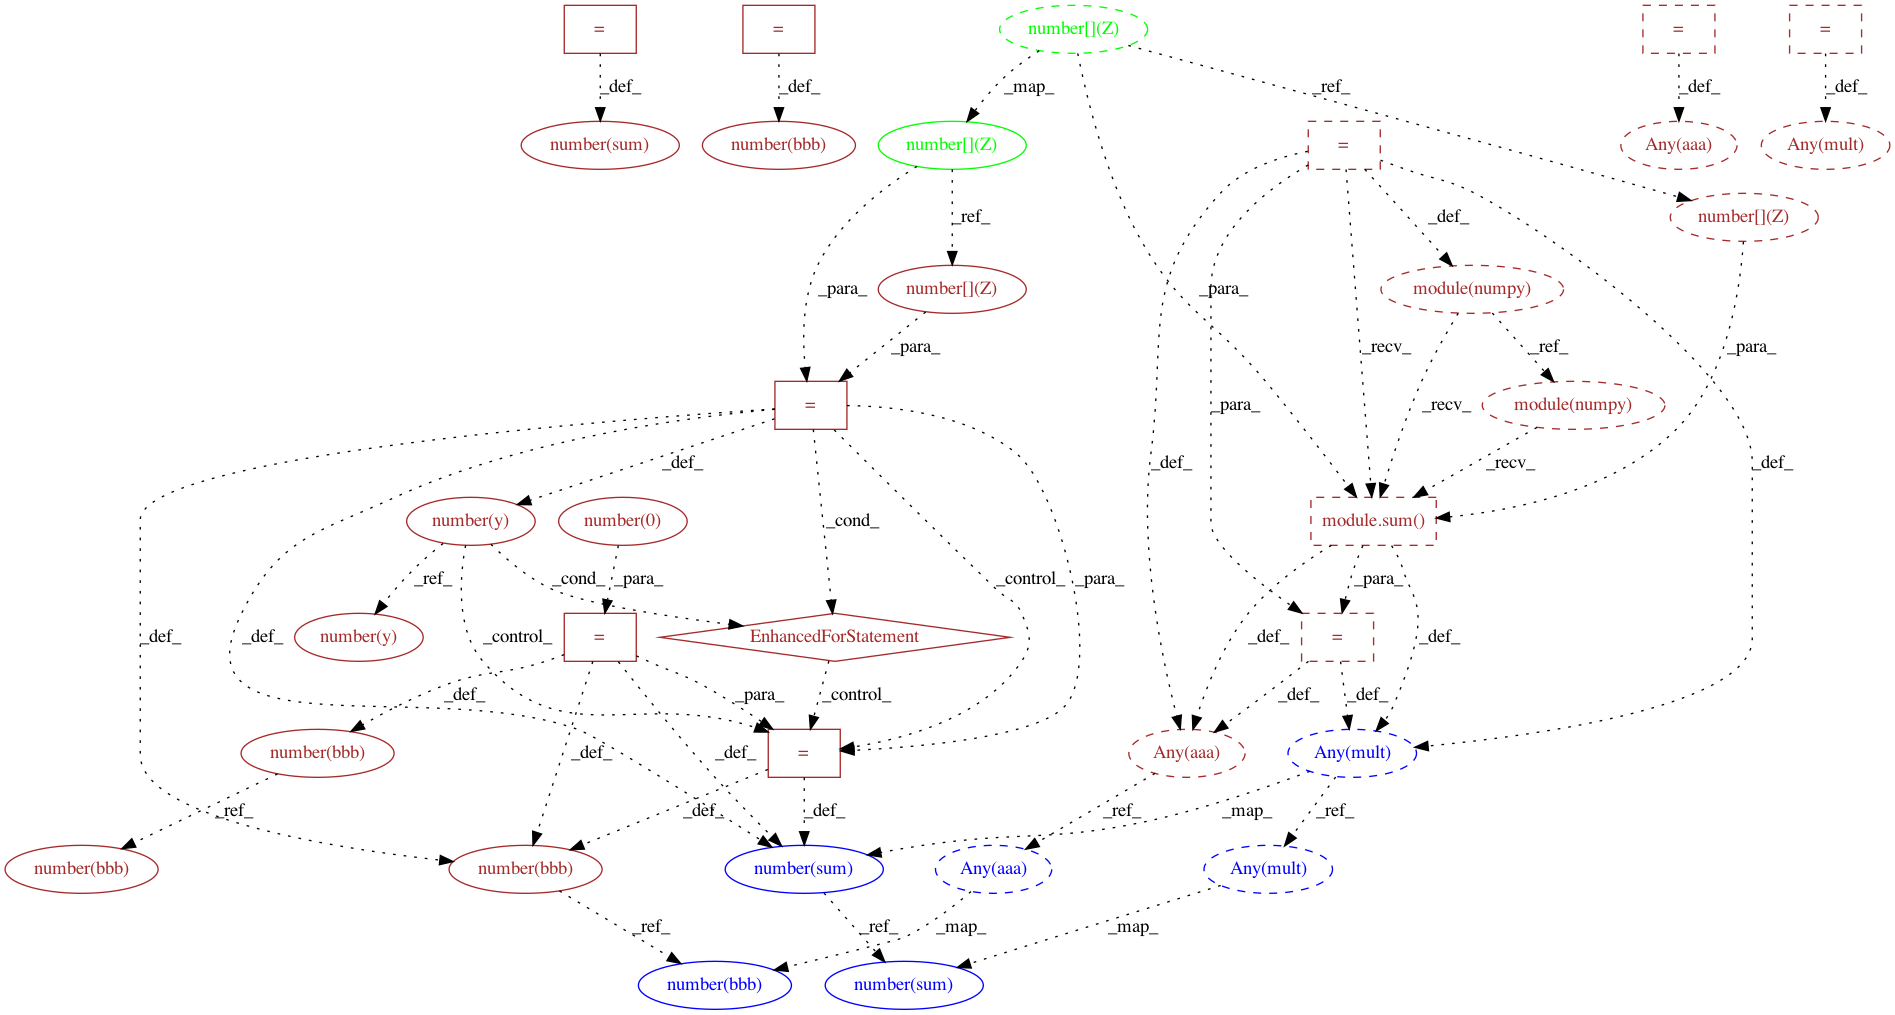 = = number[](Z) = =
_def_ _def_ _map_ _ref_ _def_ _def_
number(sum) number(bbb) number[](Z) = Any(aaa) Any(mult)
_ref_ _def_ number[](Z)
_para_ number[](Z) _para_ module(numpy)
_para_ _recv_ _ref_ _para_
= _para_ _recv_ module(numpy)
_def_ _def_ _recv_ _def_
number(y) number(0) _cond_ module.sum()
_ref_ _cond_ _para_ _control_ _para_ _para_
_def_ _def_ number(y) _control_ = EnhancedForStatement _def_ = _def_
_def_ _para_ _control_ _def_ _def_
number(bbb) _def_ _def_ = Any(aaa) Any(mult)
_ref_ _def_ _def_ _ref_ _map_ _ref_
number(bbb) number(bbb) number(sum) Any(aaa) Any(mult)
_ref_ _ref_ _map_ _map_
number(bbb) number(sum)